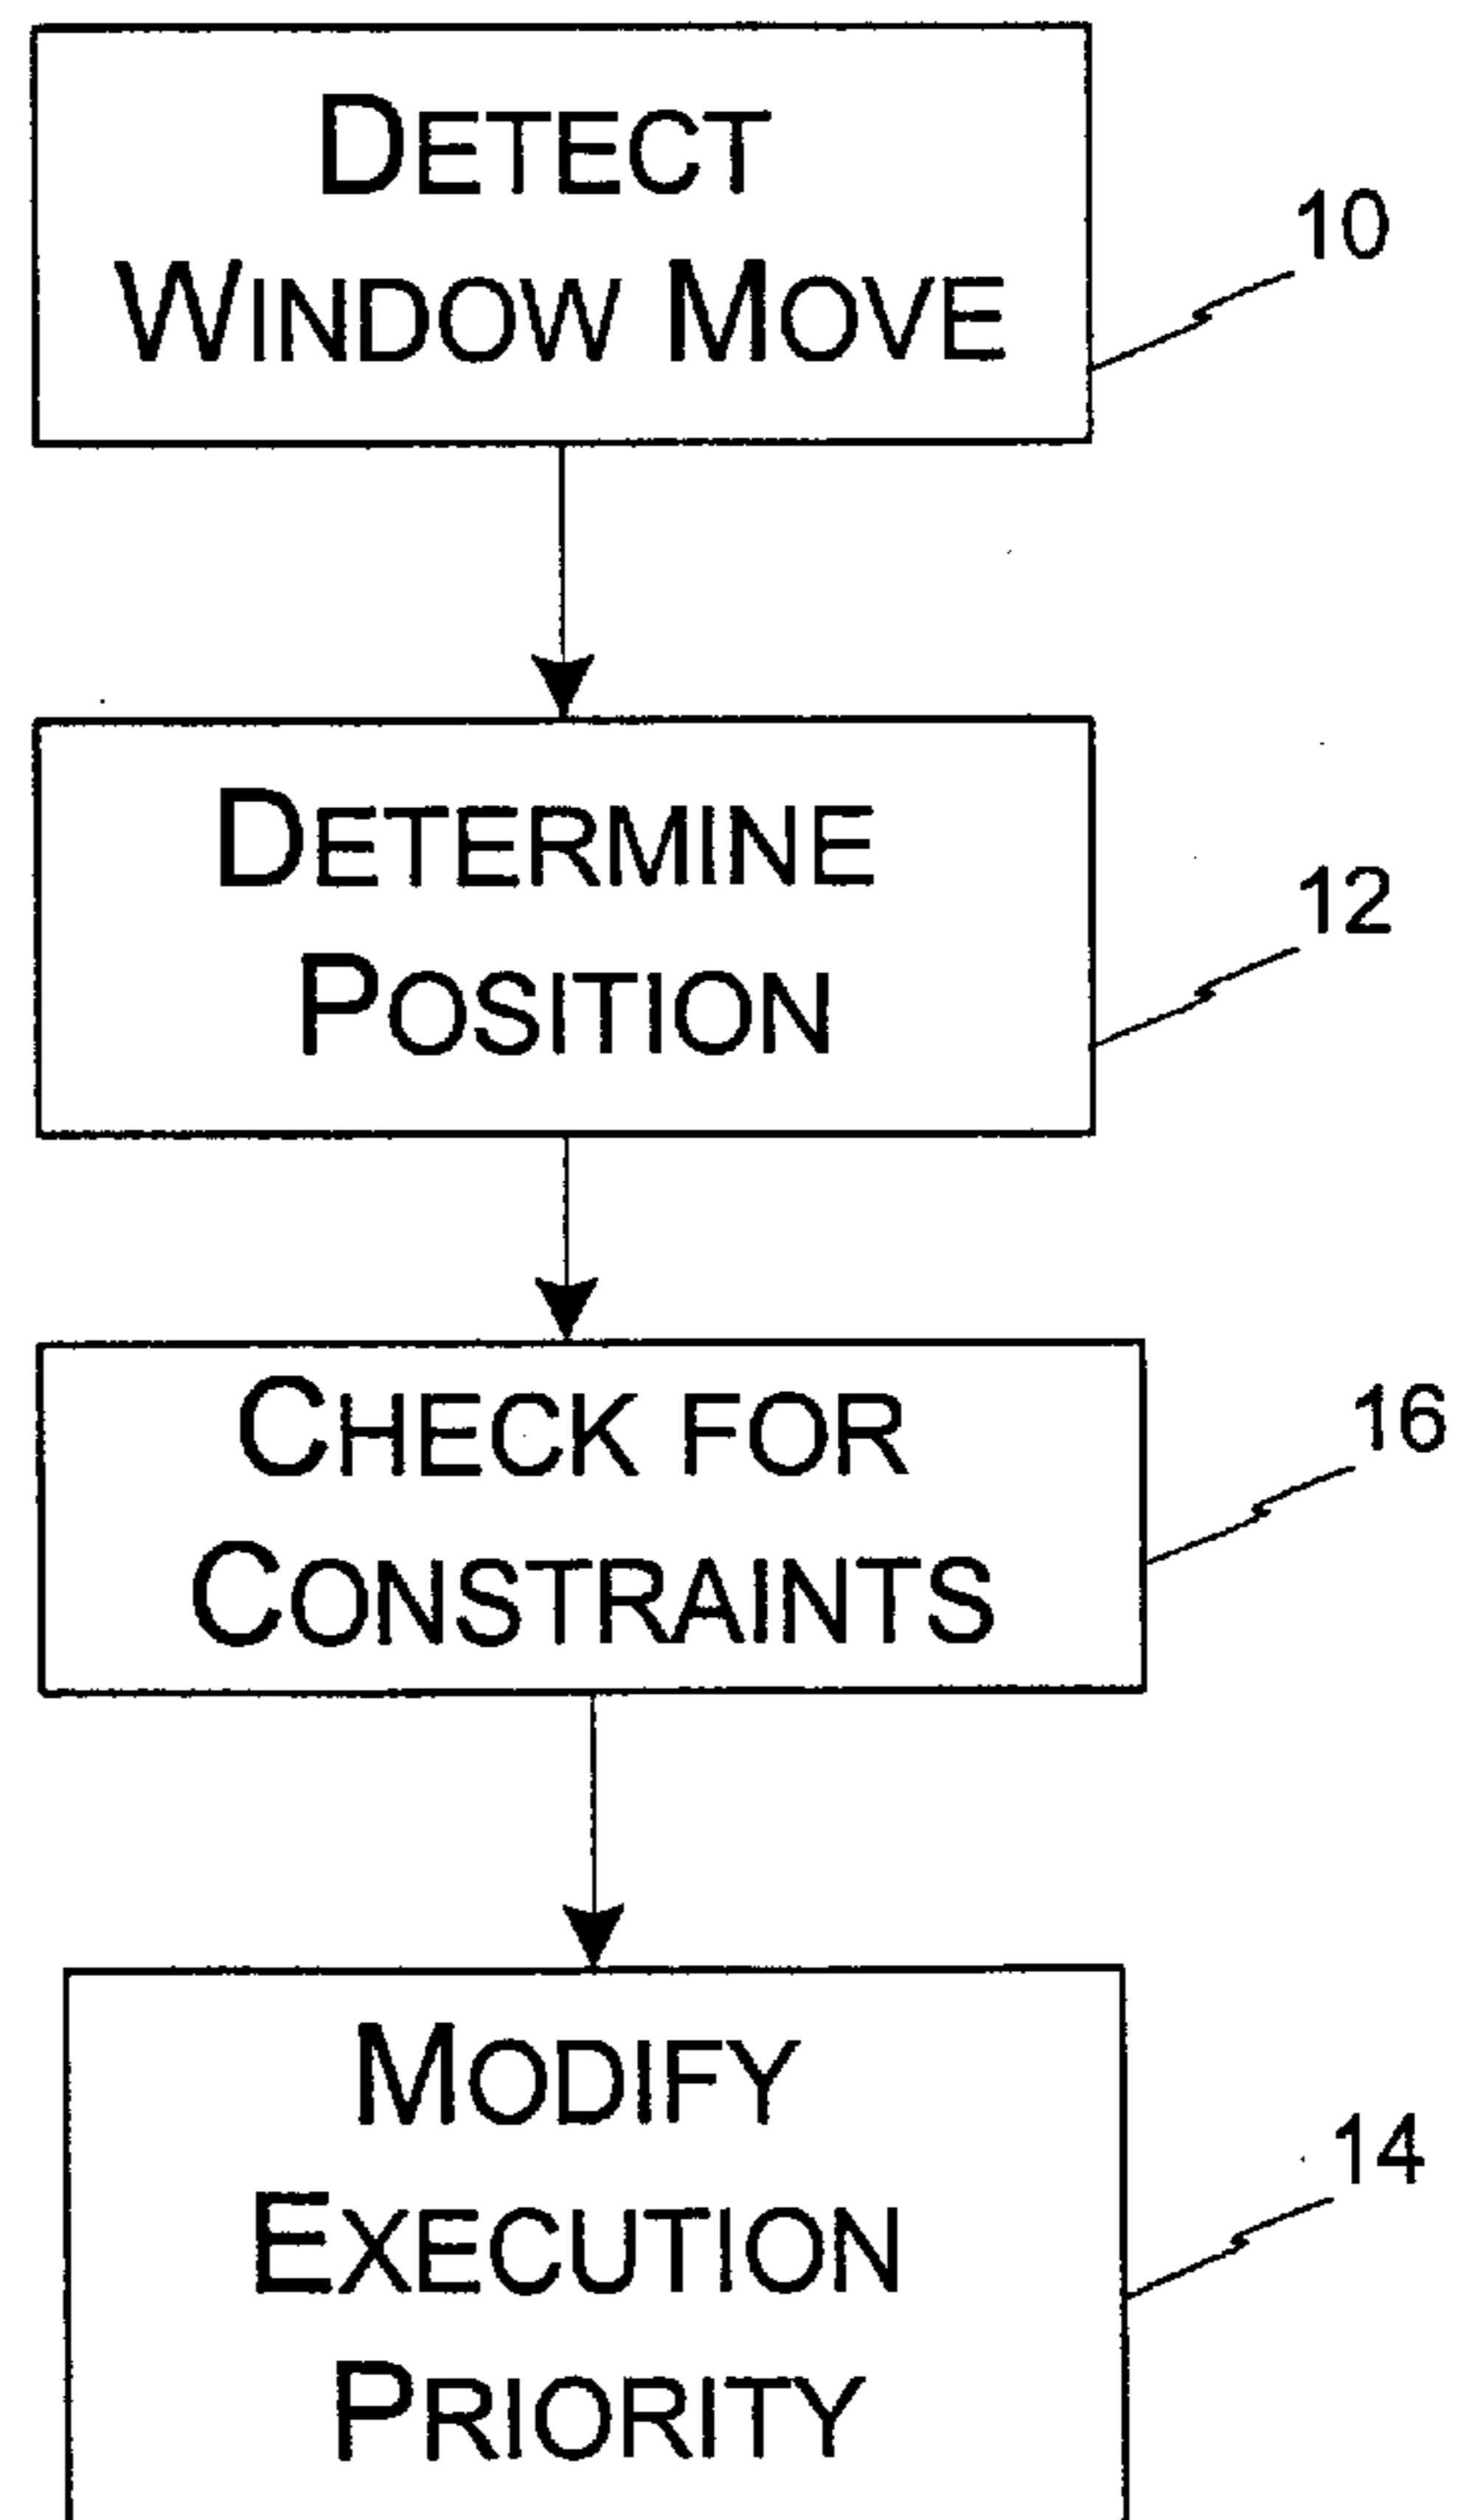 DETECT
WINDOW MOVE
10
DETERMINE
POSITION
12
CHECK FOR
CONSTRAINTS
16
MODIFY
EXECUTION
PRIORITY
14